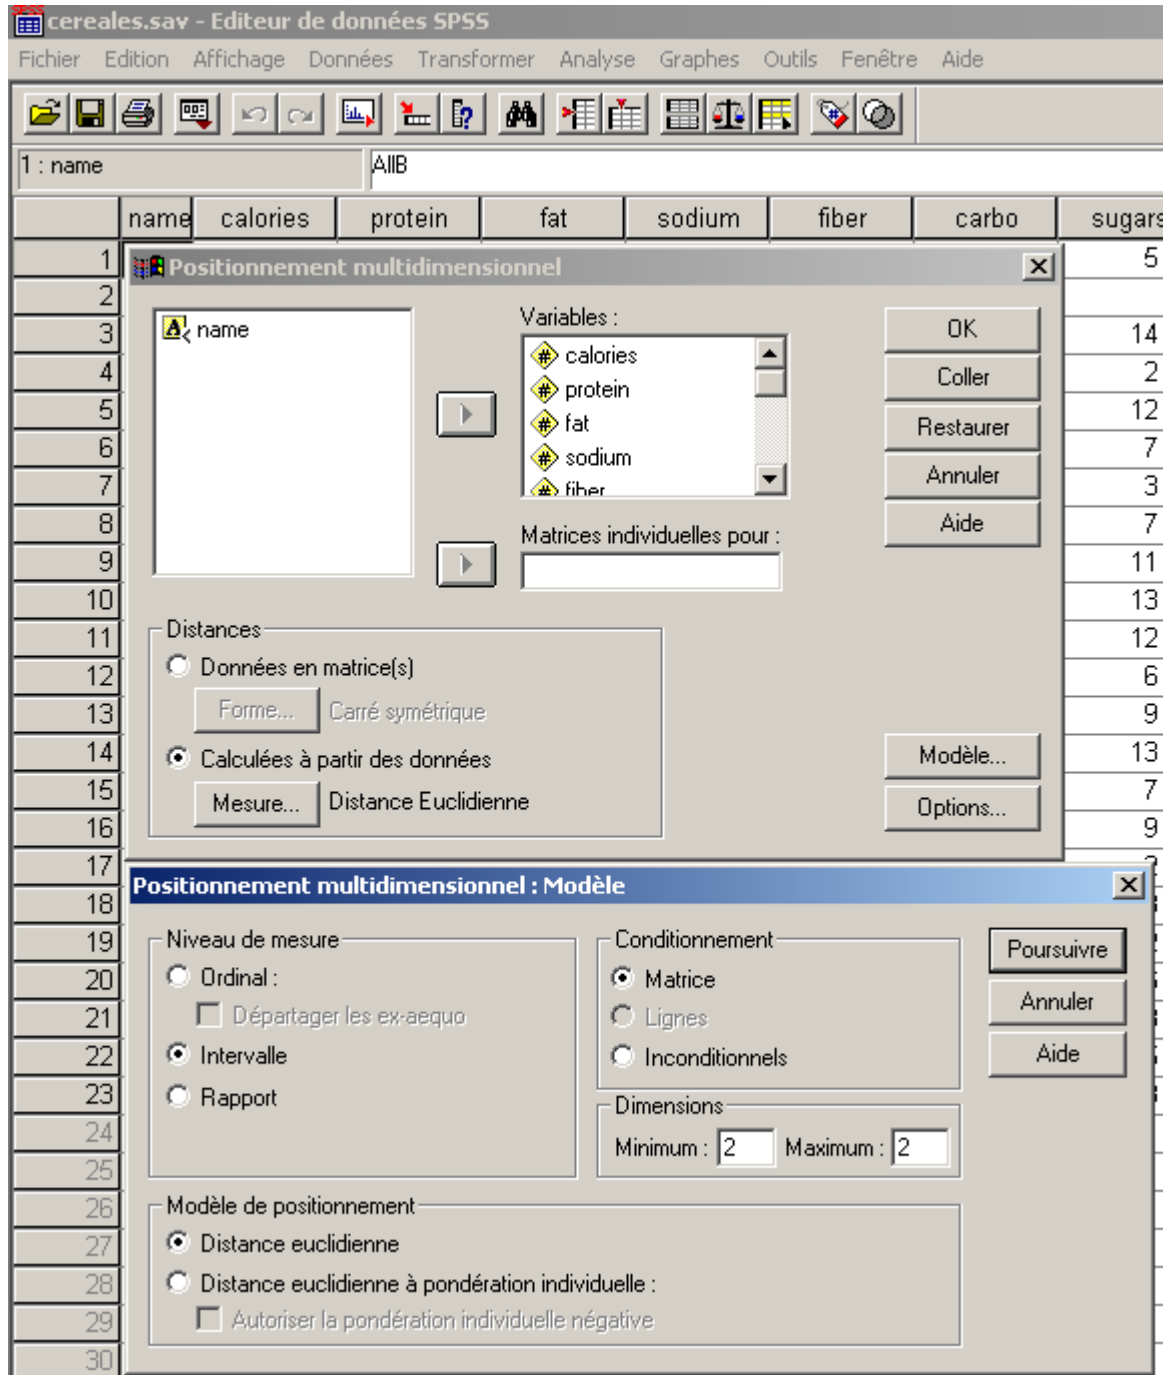 SPSS
cereales.sav - Editeur de données SPSS
Fichier Edition Affichage Données Transformer Analyse Graphes Outils Fenêtre Aide
1 : name AllB
name calories protein fat sodium fiber carbo sugars
1 5
2
3 14
4 2
5 12
6 7
7 3
8 7
9 11
10 13
11 12
12 6
13 9
14 13
15 7
16 9
17
18
19
20
21
22
23
24
25
26
27
28
29
30
Positionnement multidimensionnel
name
Variables :
calories
protein
fat
sodium
fiber
Matrices individuelles pour :
OK
Coller
Restaurer
Annuler
Aide
Distances
Données en matrice(s)
Forme... Carré symétrique
Calculées à partir des données
Mesure... Distance Euclidienne
Modèle...
Options...
Positionnement multidimensionnel : Modèle
Niveau de mesure
Ordinal :
Départager les ex-aequo
Intervalle
Rapport
Conditionnement
Matrice
Lignes
Inconditionnels
Dimensions
Minimum : 2 Maximum : 2
Poursuivre
Annuler
Aide
Modèle de positionnement
Distance euclidienne
Distance euclidienne à pondération individuelle :
Autoriser la pondération individuelle négative